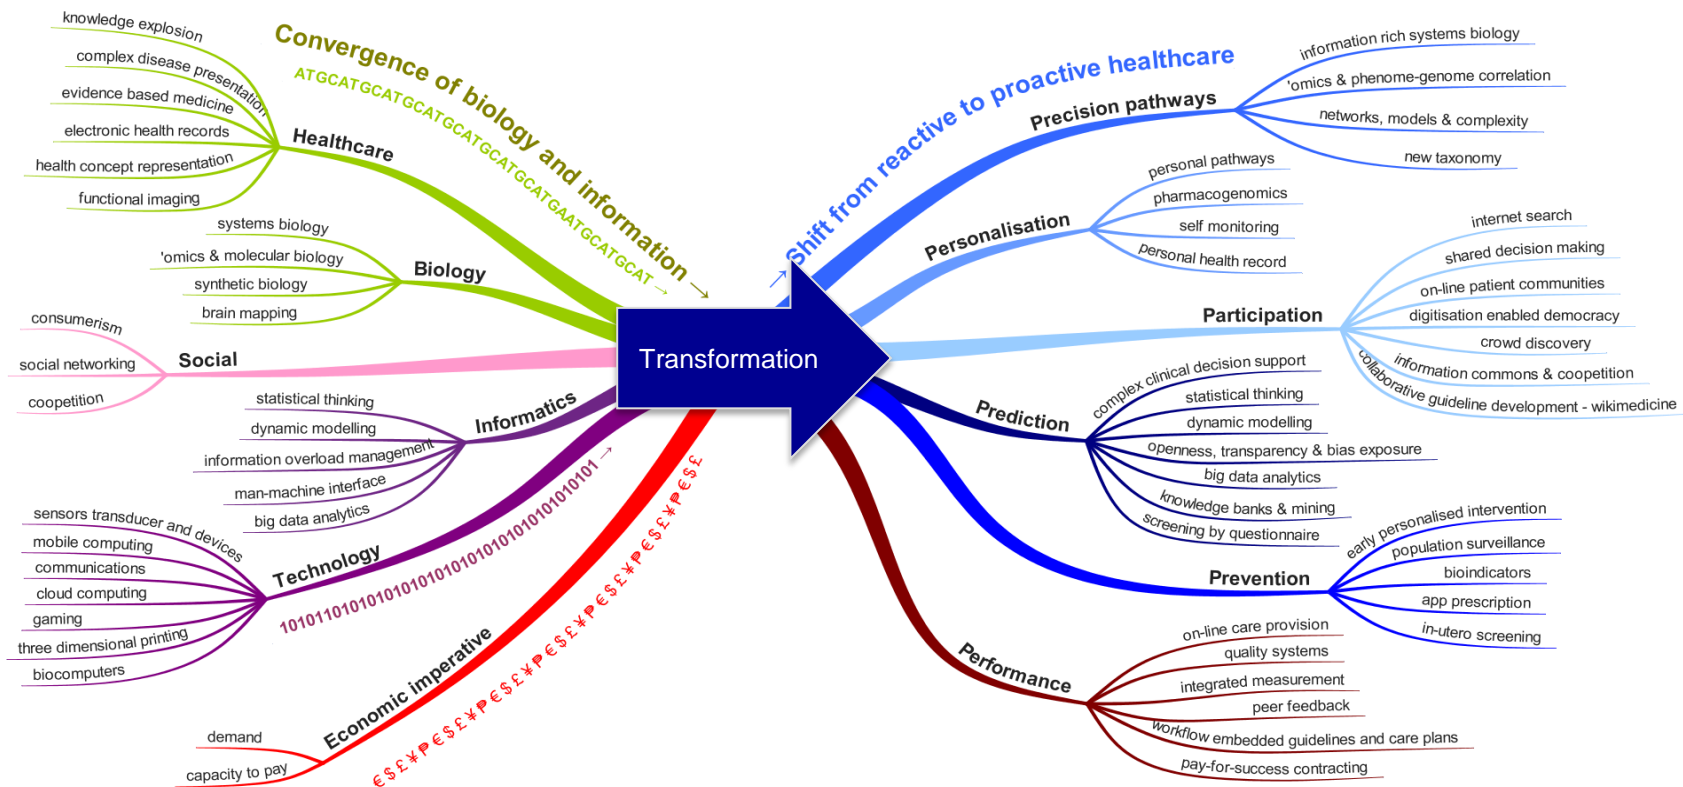 Convergence of biology and information →
ATGCATGCATGCATGCATGCATGCATGAATGCATGCAT →
Healthcare
knowledge explosion
complex disease presentation
evidence based medicine
electronic health records
health concept representation
functional imaging
Biology
systems biology
'omics & molecular biology
synthetic biology
brain mapping
Social
consumerism
social networking
coopetition
Informatics
statistical thinking
dynamic modelling
information overload management
man-machine interface
big data analytics
Technology
sensors transducer and devices
mobile computing
communications
cloud computing
gaming
three dimensional printing
biocomputers
Economic imperative
demand
capacity to pay
Transformation
→ Shift from reactive to proactive healthcare
Precision pathways
information rich systems biology
'omics & phenome-genome correlation
networks, models & complexity
new taxonomy
Personalisation
personal pathways
pharmacogenomics
self monitoring
personal health record
Participation
internet search
shared decision making
on-line patient communities
digitisation enabled democracy
crowd discovery
information commons & coopetition
collaborative guideline development - wikimedicine
Prediction
complex clinical decision support
statistical thinking
dynamic modelling
openness, transparency & bias exposure
big data analytics
knowledge banks & mining
screening by questionnaire
Prevention
early personalised intervention
population surveillance
bioindicators
app prescription
in-utero screening
Performance
on-line care provision
quality systems
integrated measurement
peer feedback
workflow embedded guidelines and care plans
pay-for-success contracting